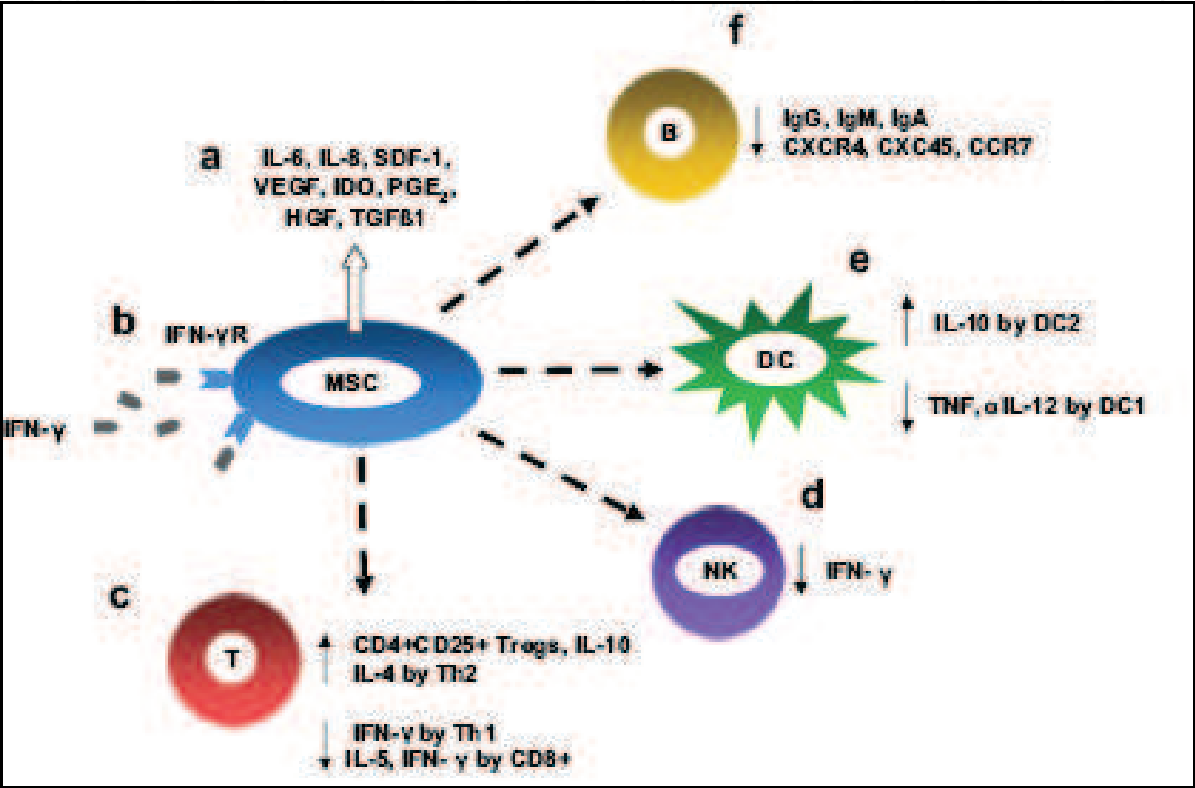 f
B
IgG, IgM, IgA
CXCR4, CXC45, CCR7
a
IL-6, IL-8, SDF-1,
VEGF, IDO, PGE2,
HGF, TGFß1
e
b
IFN-γR
IL-10 by DC2
DC
MSC
TNF, α IL-12 by DC1
IFN-γ
d
NK
IFN- γ
c
T
CD4+CD25+ Tregs, IL-10
IL-4 by Th2
IFN-γ by Th1
IL-5, IFN- γ by CD8+